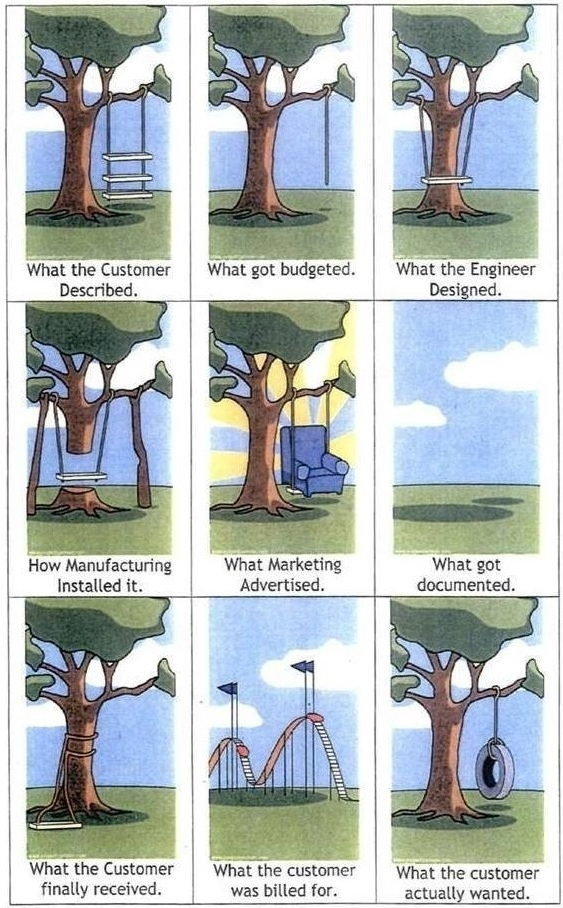 What the Customer
Described.
What got budgeted.
What the Engineer
Designed.
How Manufacturing
Installed it.
What Marketing
Advertised.
What got
documented.
What the Customer
finally received.
What the customer
was billed for.
What the customer
actually wanted.